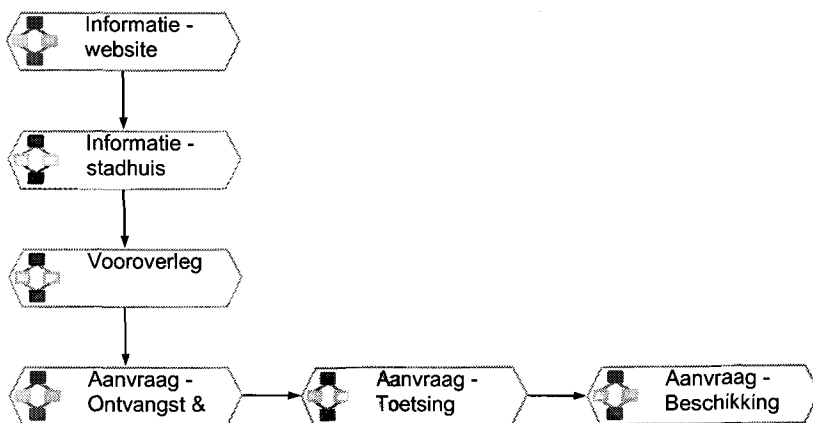 Informatie -
website
Informatie -
stadhuis
Vooroverleg
Aanvraag -
Ontvangst &
Aanvraag -
Toetsing
Aanvraag -
Beschikking